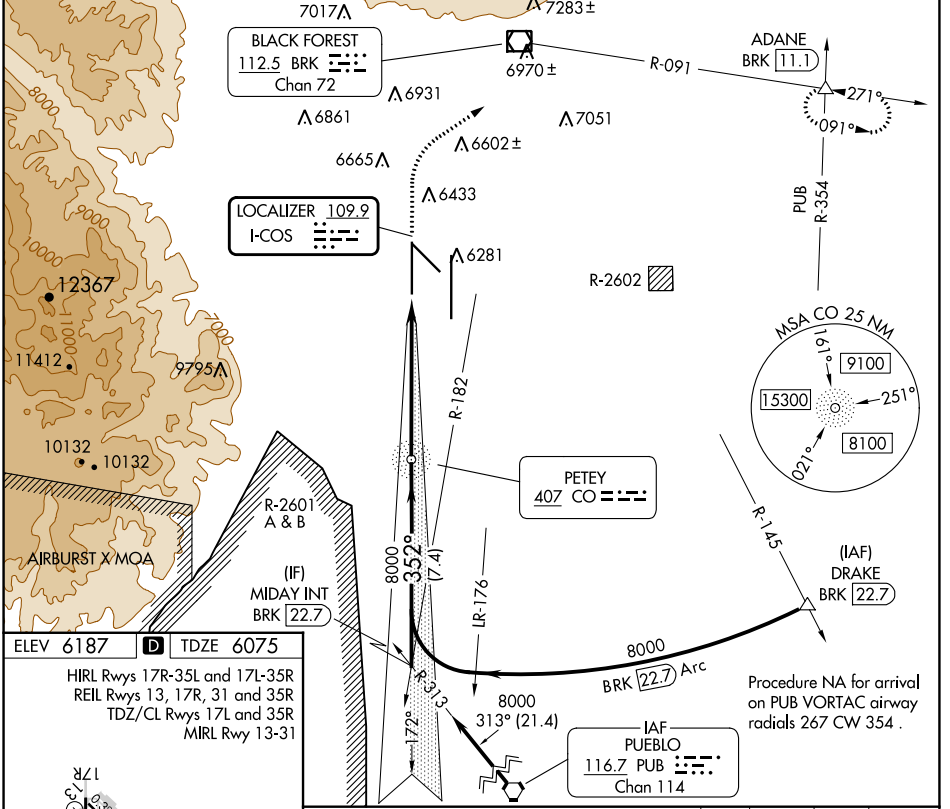 7017
7283±
BLACK FOREST
112.5 BRK
Chan 72
6970±
R-091
ADANE
BRK 11.1
271°
091°
8000
6931
6861
7051
6602±
6665
6433
PUB
R-354
9000
LOCALIZER 109.9
I-COS
10000
6281
R-2602
12367
11000
7000
MSA CO 25 NM
161°
9100
15300
251°
8100
021°
11412
9795
R-182
10132
10132
PETEY
407 CO
R-2601
A & B
R-145
AIRBURST X MOA
8000
352°
(7.4)
(IF)
MIDAY INT
BRK 22.7
LR-176
(IAF)
DRAKE
BRK 22.7
ELEV 6187 D TDZE 6075
8000
BRK 22.7 Arc
HIRL Rwys 17R-35L and 17L-35R
REIL Rwys 13, 17R, 31 and 35R
TDZ/CL Rwys 17L and 35R
MIRL Rwy 13-31
R-313
172°
8000
313° (21.4)
Procedure NA for arrival
on PUB VORTAC airway
radials 267 CW 354 .
IAF
PUEBLO
116.7 PUB
Chan 114
17R
13